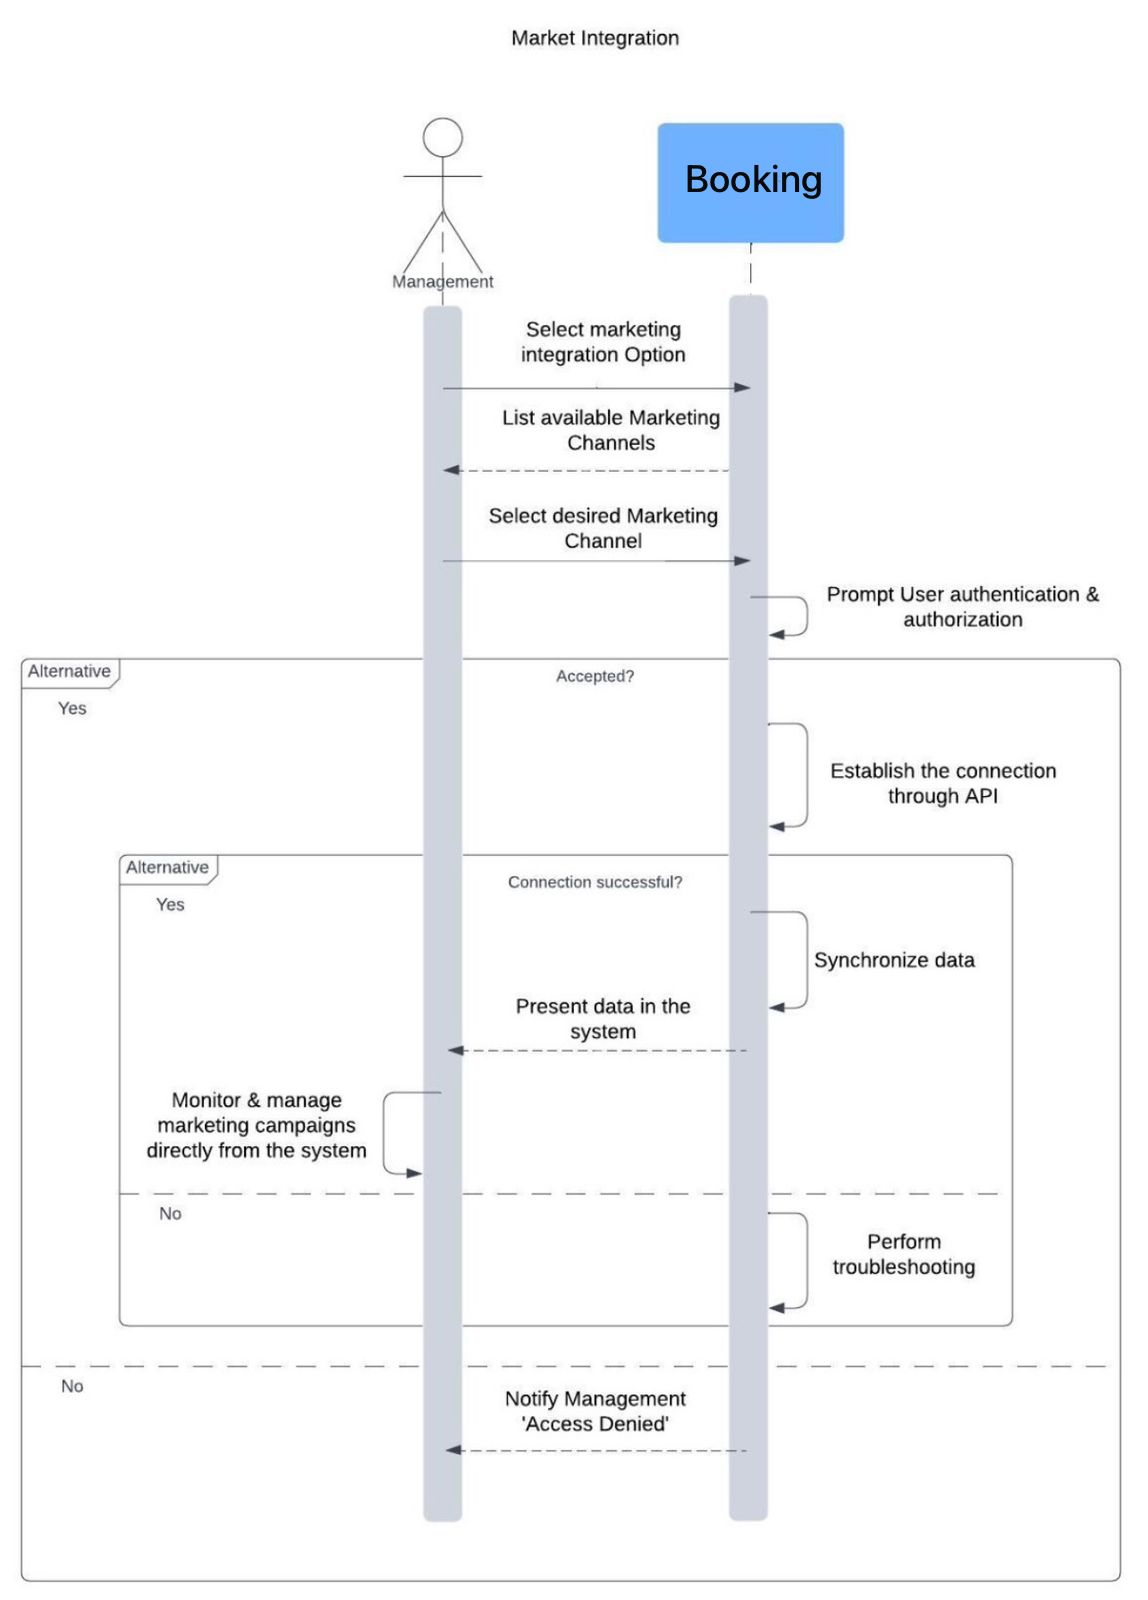 Market Integration
Booking
Management
Select marketing
integration Option
List available Marketing
Channels
Select desired Marketing
Channel
Prompt User authentication &
authorization
Alternative
Accepted?
Yes
Establish the connection
through API
Alternative
Connection successful?
Yes
Synchronize data
Present data in the
system
Monitor & manage
marketing campaigns
directly from the system
No
Perform
troubleshooting
No
Notify Management
'Access Denied'